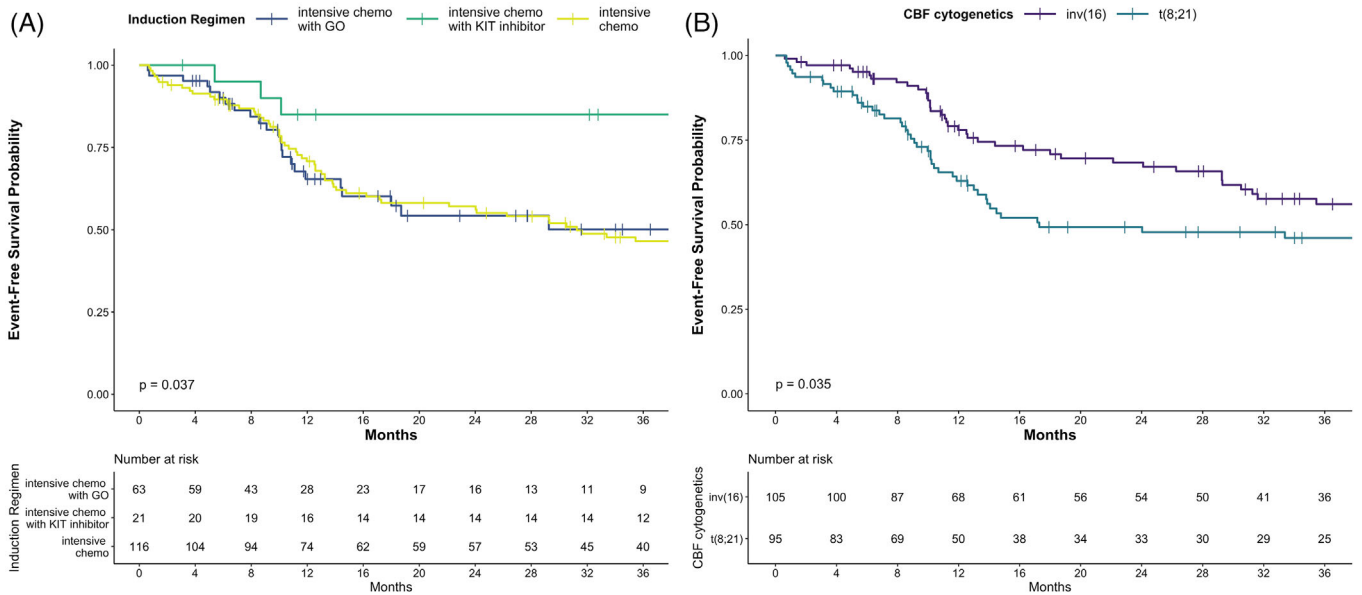 (A)
Induction Regimen
intensive chemo
with GO
intensive chemo
with KIT inhibitor
intensive
chemo
Event-Free Survival Probability
1.00
0.75
0.50
0.25
0.00
p = 0.037
0 4 8 12 16 20 24 28 32 36
Months
Number at risk
Induction Regimen
intensive chemo
with GO
63 59 43 28 23 17 16 13 11 9
intensive chemo
with KIT inhibitor
21 20 19 16 14 14 14 14 14 12
intensive
chemo
116 104 94 74 62 59 57 53 45 40
0 4 8 12 16 20 24 28 32 36
Months
(B)
CBF cytogenetics
inv(16)
t(8;21)
Event-Free Survival Probability
1.00
0.75
0.50
0.25
0.00
p = 0.035
0 4 8 12 16 20 24 28 32 36
Months
Number at risk
CBF cytogenetics
inv(16) 105 100 87 68 61 56 54 50 41 36
t(8;21) 95 83 69 50 38 34 33 30 29 25
0 4 8 12 16 20 24 28 32 36
Months